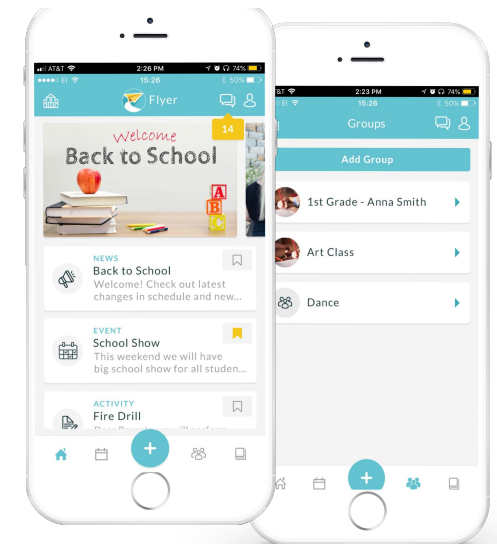 AT&T
2:26 PM
74%
EI
15:26
50%
Flyer
14
Welcome
Back to School
A
B
NEWS
Back to School
Welcome! Check out latest
changes in schedule and new...
EVENT
School Show
This weekend we will have
big school show for all studen...
ACTIVITY
Fire Drill
T&T
2:23 PM
74%
EI
15:26
50%
Groups
Add Group
1st Grade - Anna Smith
Art Class
Dance